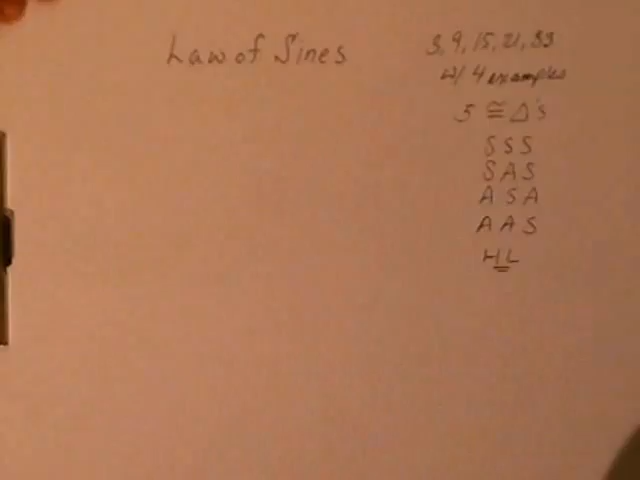 Law of Sines
3, 9, 15, 21, 33
w/ 4 examples
5 ≅ Δ's
SSS
SAS
ASA
AAS
HL